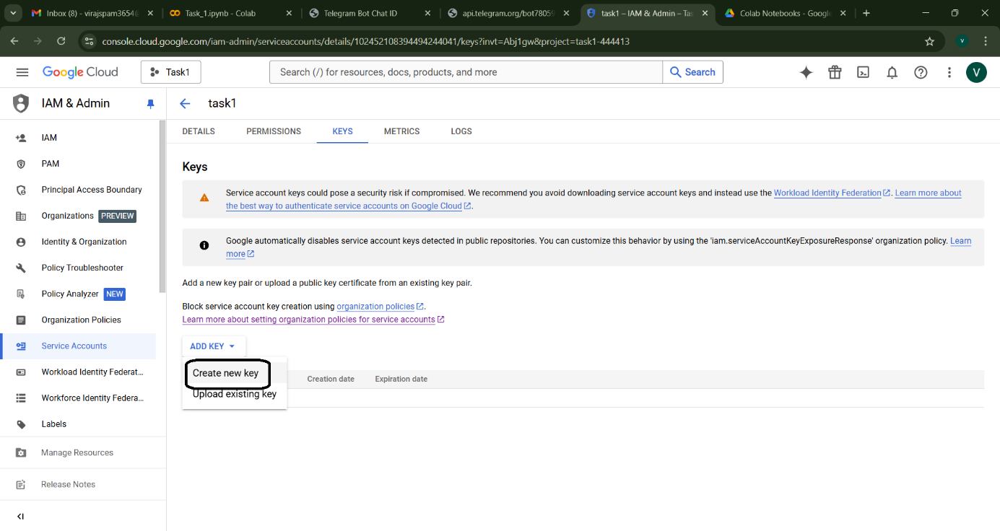 Inbox (8) - virajspam3654@
Task_1.ipynb - Colab
Telegram Bot Chat ID
api.telegram.org/bot78059
task1 – IAM & Admin – Tas
Colab Notebooks - Google
console.cloud.google.com/iam-admin/serviceaccounts/details/102452108394494244041/keys?invt=Abj1gw&project=task1-444413
V
Google Cloud
Task1
Search (/) for resources, docs, products, and more
Search
V
IAM & Admin
task1
DETAILS
PERMISSIONS
KEYS
METRICS
LOGS
IAM
PAM
Principal Access Boundary
Organizations PREVIEW
Identity & Organization
Policy Troubleshooter
Policy Analyzer NEW
Organization Policies
Service Accounts
Workload Identity Federat...
Workforce Identity Federa...
Labels
Manage Resources
Release Notes
Keys
Service account keys could pose a security risk if compromised. We recommend you avoid downloading service account keys and instead use the Workload Identity Federation. Learn more about
the best way to authenticate service accounts on Google Cloud.
Google automatically disables service account keys detected in public repositories. You can customize this behavior by using the 'iam.serviceAccountKeyExposureResponse' organization policy. Learn
more
Add a new key pair or upload a public key certificate from an existing key pair.
Block service account key creation using organization policies.
Learn more about setting organization policies for service accounts
ADD KEY
Create new key
Upload existing key
Creation date
Expiration date